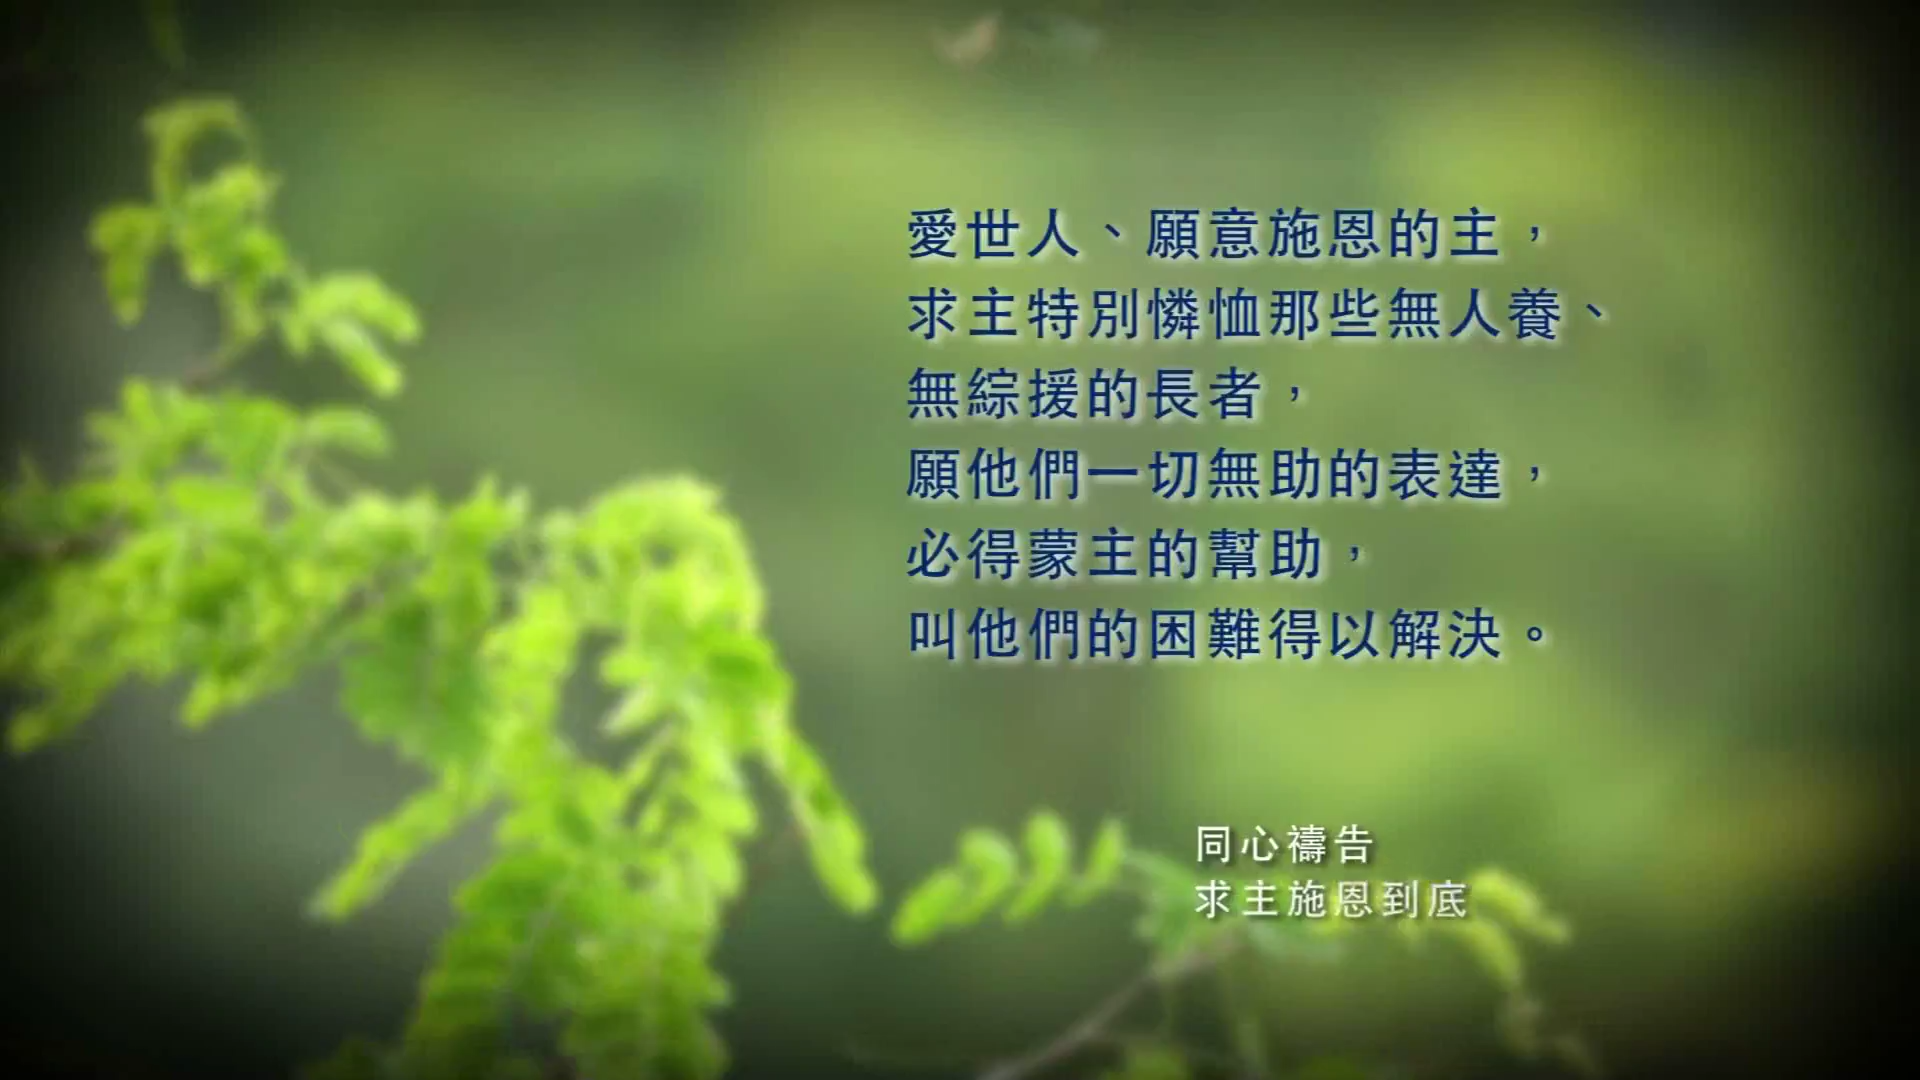 愛世人、願意施恩的主，
求主特別憐恤那些無人養、
無綜援的長者，
願他們一切無助的表達，
必得蒙主的幫助，
叫他們的困難得以解決。
同心禱告
求主施恩到底